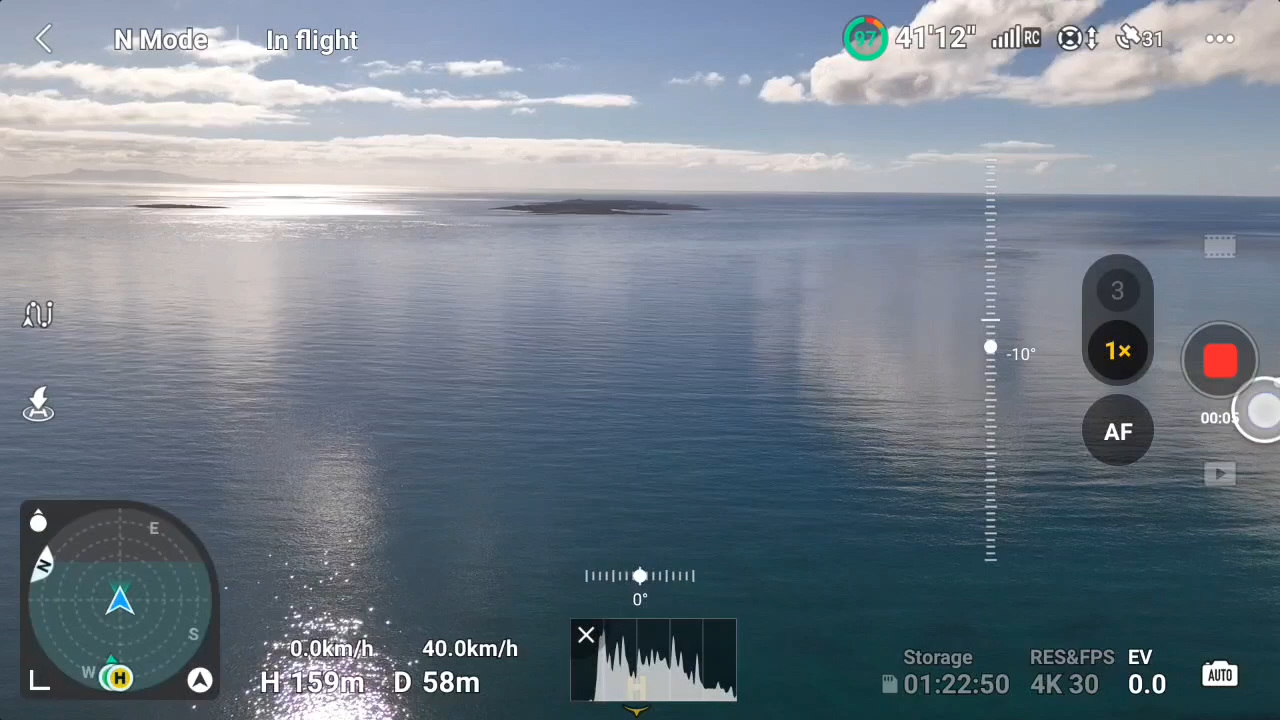 N Mode
In flight
97
41'12"
RC
31
3
1×
AF
-10°
00:05
E
N
S
W
H
0°
H
0.0km/h
40.0km/h
H 159m
D 58m
Storage
01:22:50
RES&FPS
4K 30
EV
0.0
AUTO